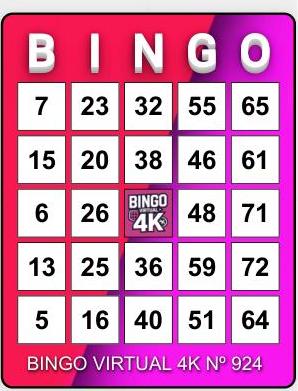 B I N G O
7 23 32 55 65
15 20 38 46 61
6 26 BINGO VIRTUAL 4K 48 71
13 25 36 59 72
5 16 40 51 64
BINGO VIRTUAL 4K Nº 924